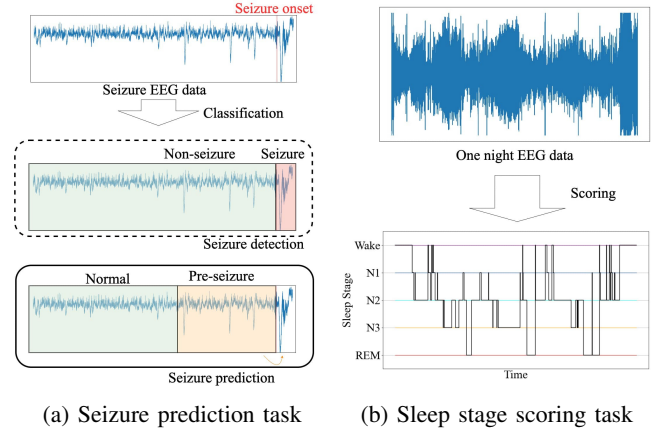 Seizure onset
Seizure EEG data
Classification
Non-seizure
Seizure
Seizure detection
Normal
Pre-seizure
Seizure prediction
(a) Seizure prediction task
One night EEG data
Scoring
Wake
N1
N2
N3
REM
Sleep Stage
Time
(b) Sleep stage scoring task